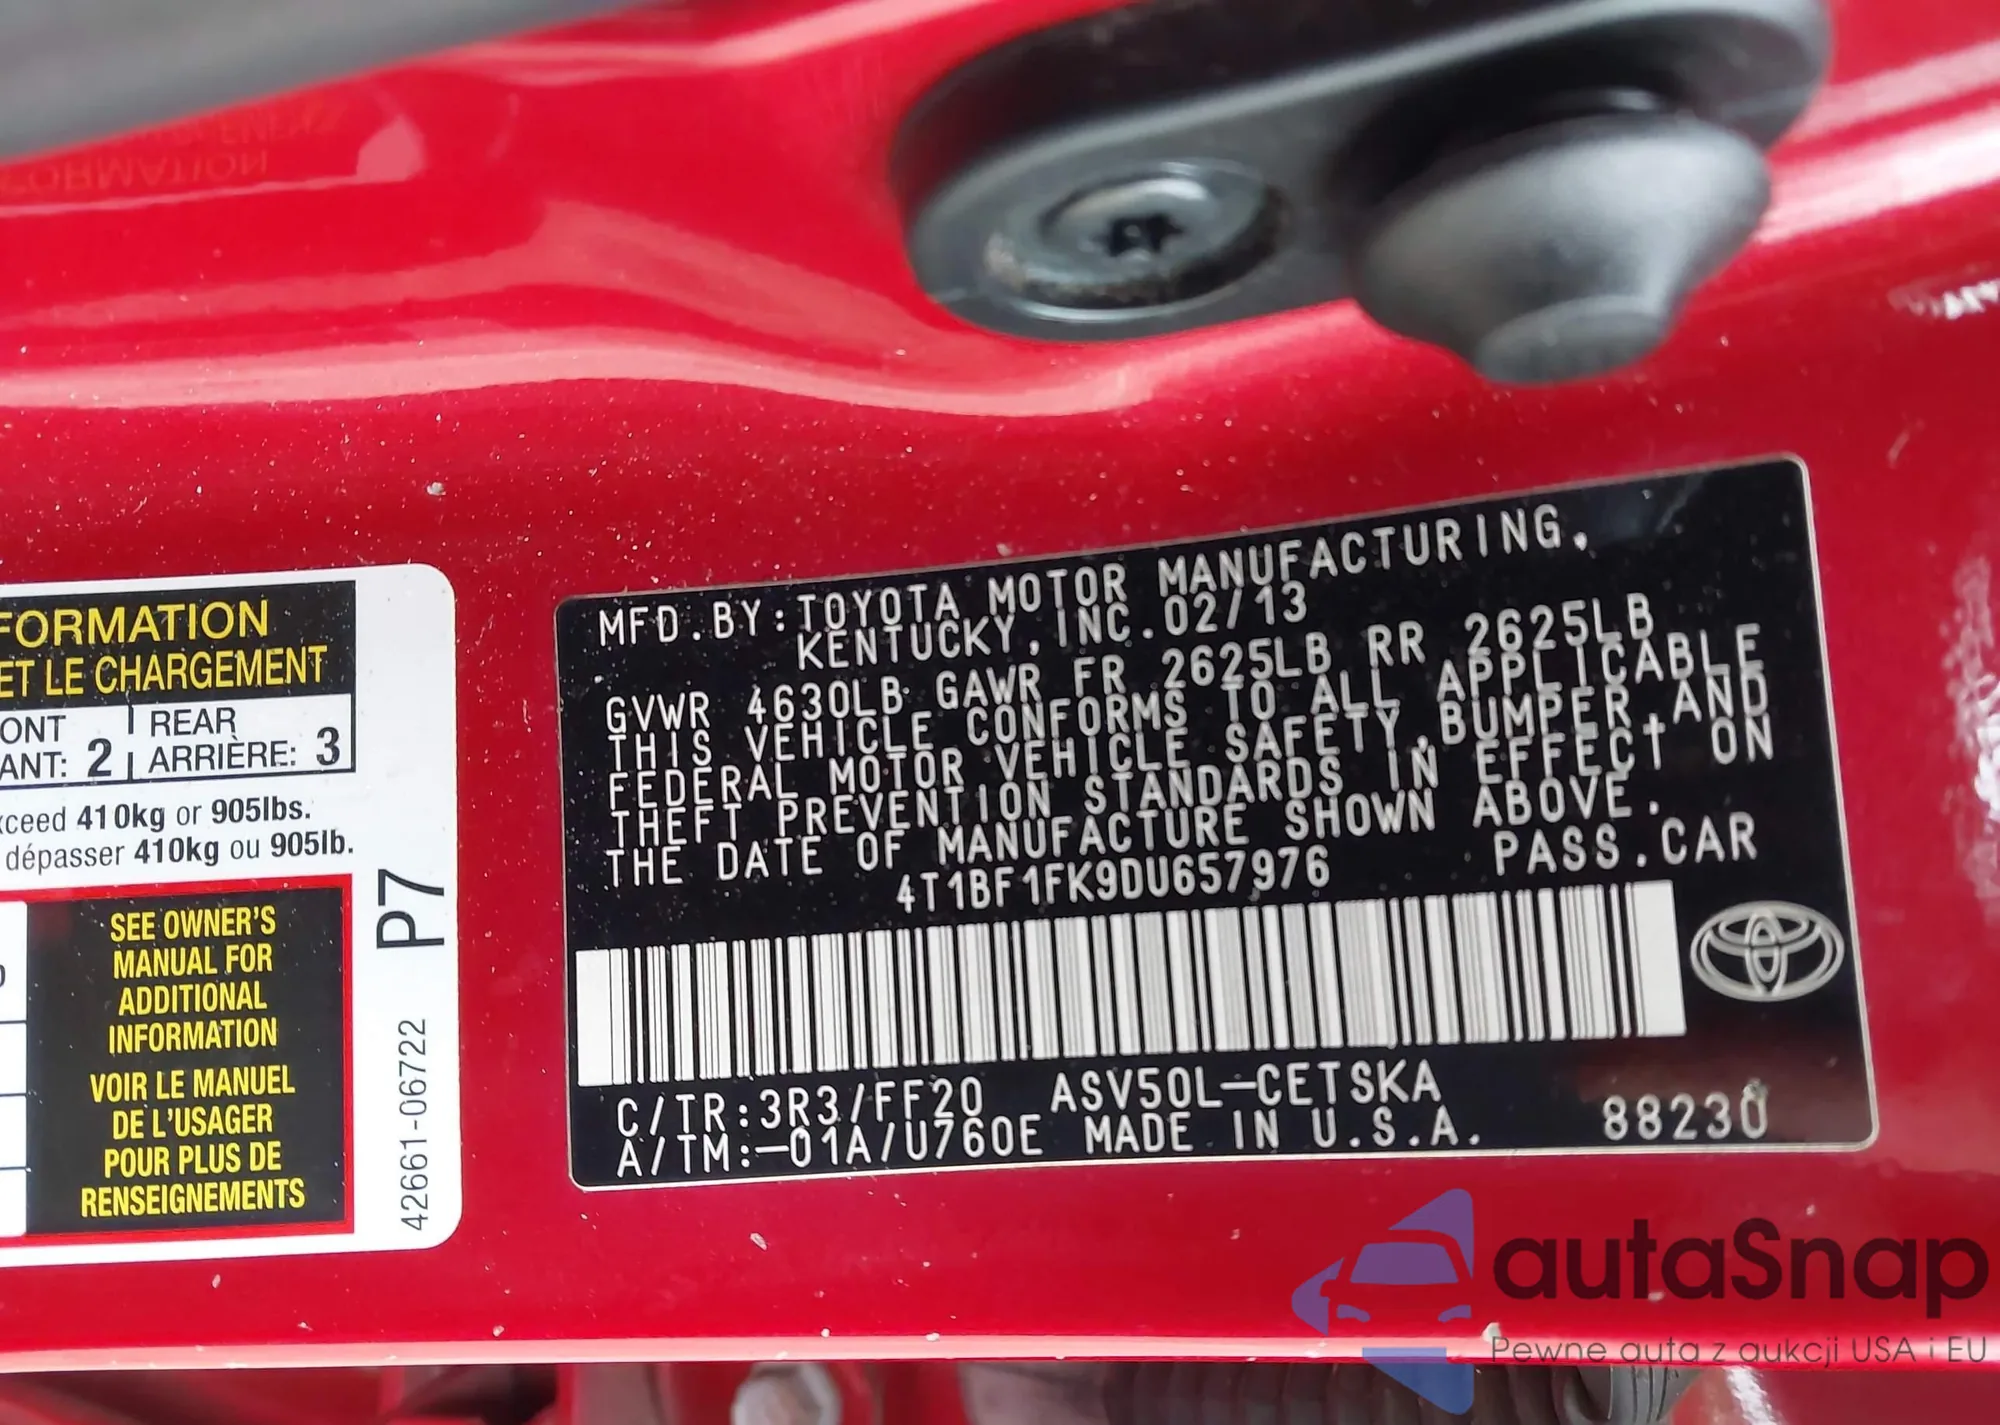 FORMATION
ET LE CHARGEMENT
ONT
ANT: 2
REAR
ARRIÈRE: 3
ceed 410kg or 905lbs.
dépasser 410kg ou 905lb.
SEE OWNER'S
MANUAL FOR
ADDITIONAL
INFORMATION
VOIR LE MANUEL
DE L'USAGER
POUR PLUS DE
RENSEIGNEMENTS
P7
42661-06722
MFD.BY:TOYOTA MOTOR MANUFACTURING,
KENTUCKY,INC.02/13
GVWR 4630LB GAWR FR 2625LB RR 2625LB
THIS VEHICLE CONFORMS TO ALL APPLICABLE
FEDERAL MOTOR VEHICLE SAFETY,BUMPER,AND
THEFT PREVENTION STANDARDS IN EFFECT ON
THE DATE OF MANUFACTURE SHOWN ABOVE.
4T1BF1FK9DU657976
PASS.CAR
C/TR:3R3/FF20 ASV50L-CETSKA
A/TM:-01A/U760E MADE IN U.S.A.
88230
autaSnap
Pewne auta z aukcji USA i EU